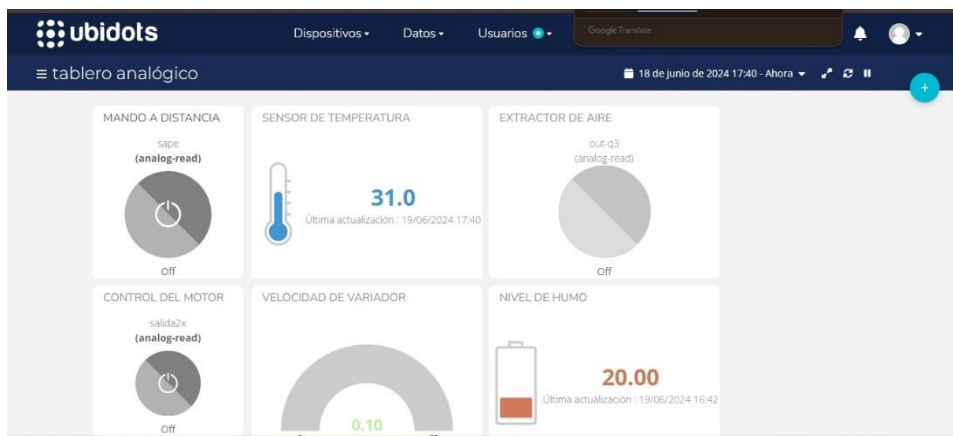 ubidots
Dispositivos
Datos
Usuarios
Google Translate
tablero analógico
18 de junio de 2024 17:40 - Ahora
MANDO A DISTANCIA
sape
(analog-read)
Off
SENSOR DE TEMPERATURA
31.0
Última actualización : 19/06/2024 17:40
EXTRACTOR DE AIRE
out-q3
(analog-read)
Off
CONTROL DEL MOTOR
salida2x
(analog-read)
Off
VELOCIDAD DE VARIADOR
0.10
NIVEL DE HUMO
20.00
Última actualización : 19/06/2024 16:42